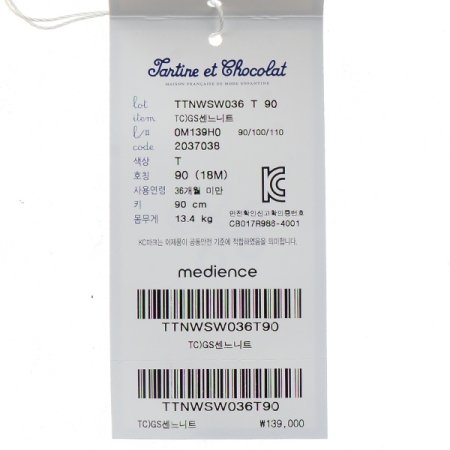 Tartine et Chocolat
MAISON FRANÇAISE DE MODE ENFANTINE
lot TTNWSW036 T 90
item TC)GS센느니트
l/# 0M139H0 90/100/110
code 2037038
색상 T
호칭 90 (18M)
사용연령 36개월 미만
키 90 cm
몸무게 13.4 kg
안전확인신고확인증번호
CB017R986-4001
KC마크는 이제품이 공통안전 기준에 적합하였음을 의미합니다.
medience
TTNWSW036T90
TC)GS센느니트
TTNWSW036T90
TC)GS센느니트 ₩139,000